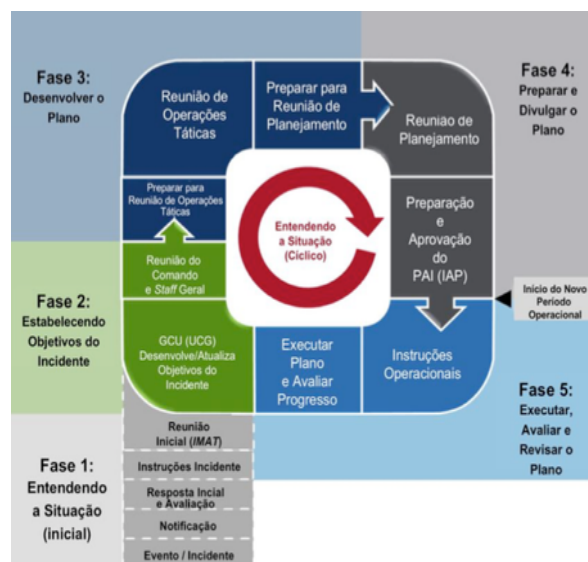 Fase 3:
Desenvolver o
Plano
Reunião de
Operações
Táticas
Preparar para
Reunião de
Planejamento
Fase 4:
Preparar e
Divulgar o
Plano
Reuniao de
Planejamento
Preparar para
Reunião de Operações
Táticas
Entendendo
a Situação
(Cíclico)
Preparação
e
Aprovação
do
PAI (IAP)
Reunião do
Comando
e Staff Geral
Fase 2:
Estabelecendo
Objetivos do
Incidente
Início do Novo
Período
Operacional
GCU (UCG)
Desenvolve/Atualiza
Objetivos do
Incidente
Executar
Plano
e Avaliar
Progresso
Instruções
Operacionais
Fase 5:
Executar,
Avaliar e
Revisar o
Plano
Fase 1:
Entendendo
a Situação
(inicial)
Reunião
Inicial (IMAT)
Instruções Incidente
Resposta Incial
e Avaliação
Notificação
Evento / Incidente